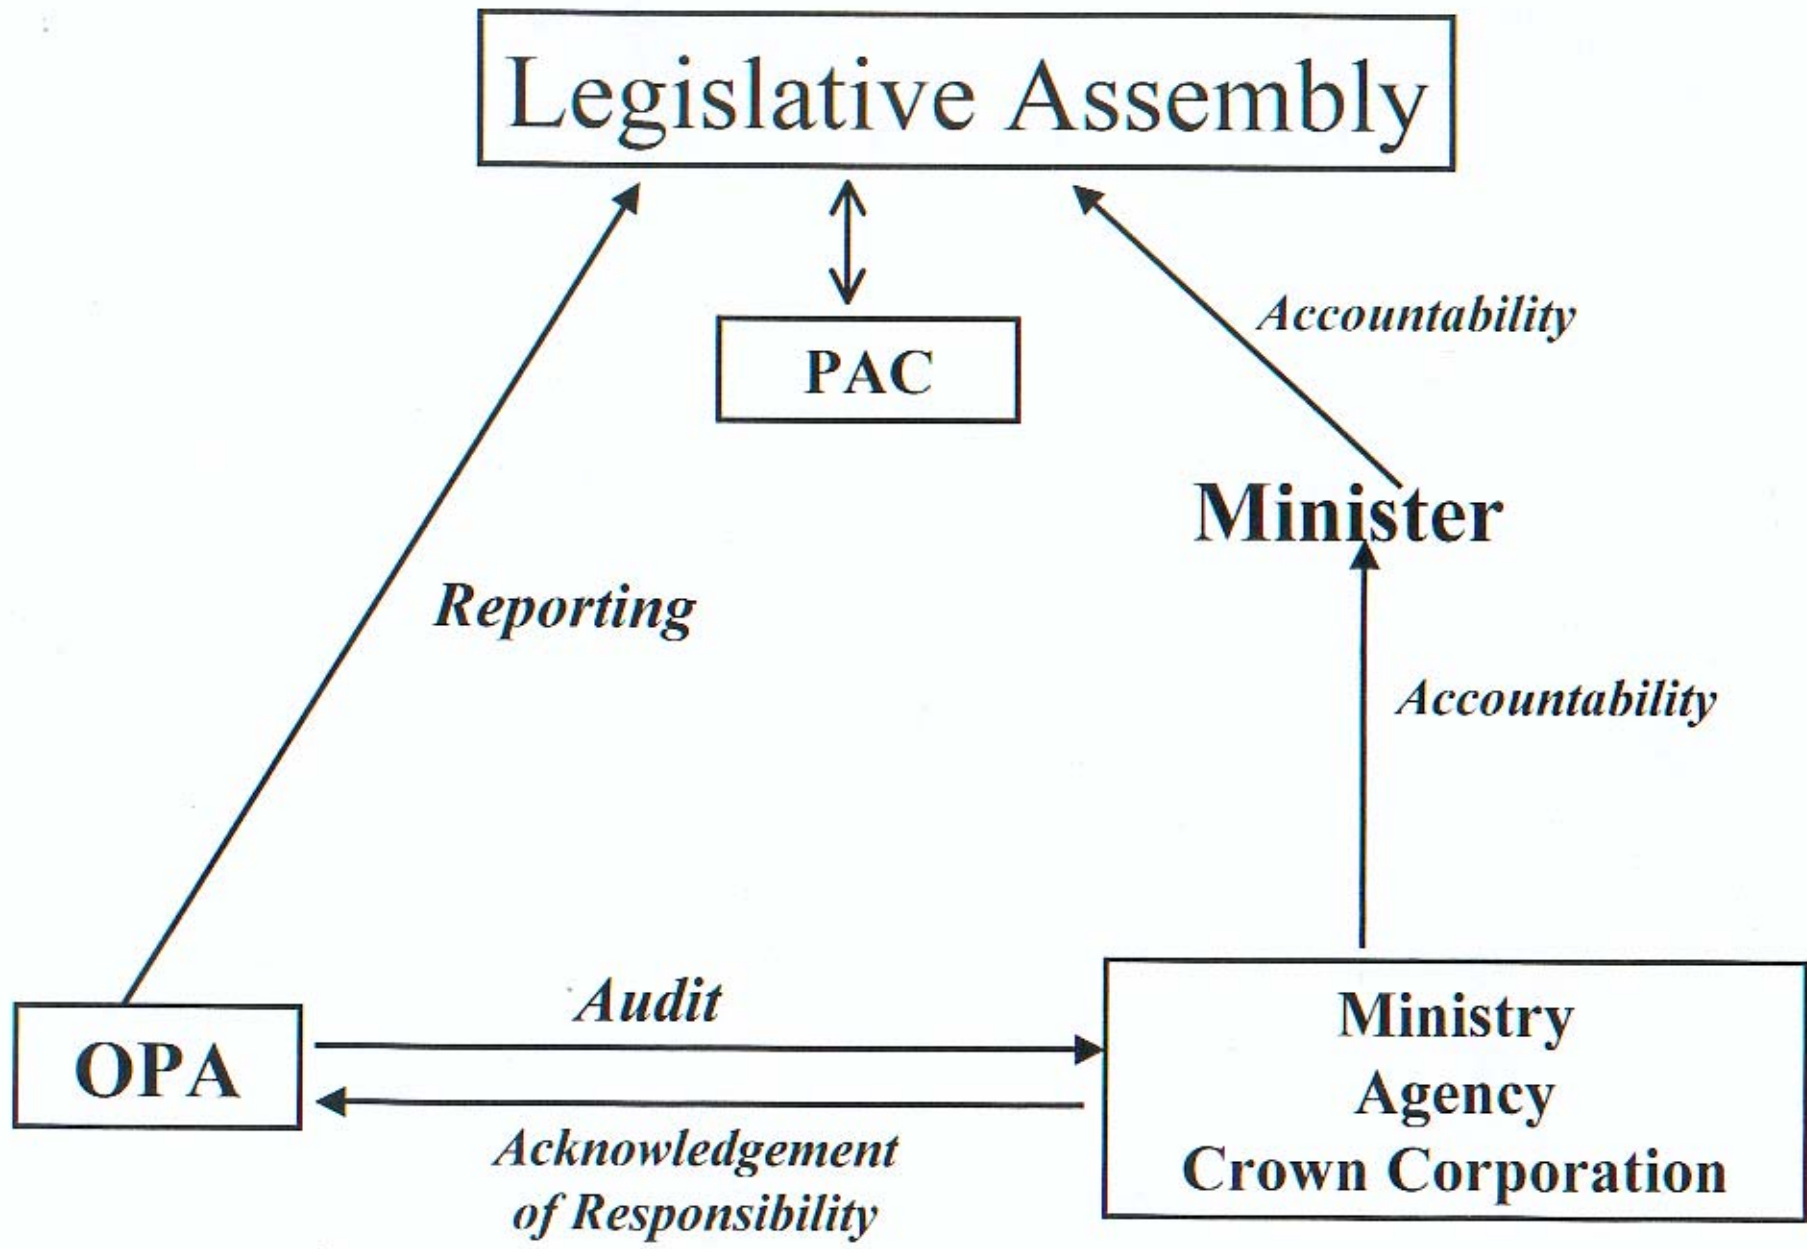 Legislative Assembly
PAC
Accountability
Minister
Reporting
Accountability
OPA
Audit
Acknowledgement
of Responsibility
Ministry
Agency
Crown Corporation